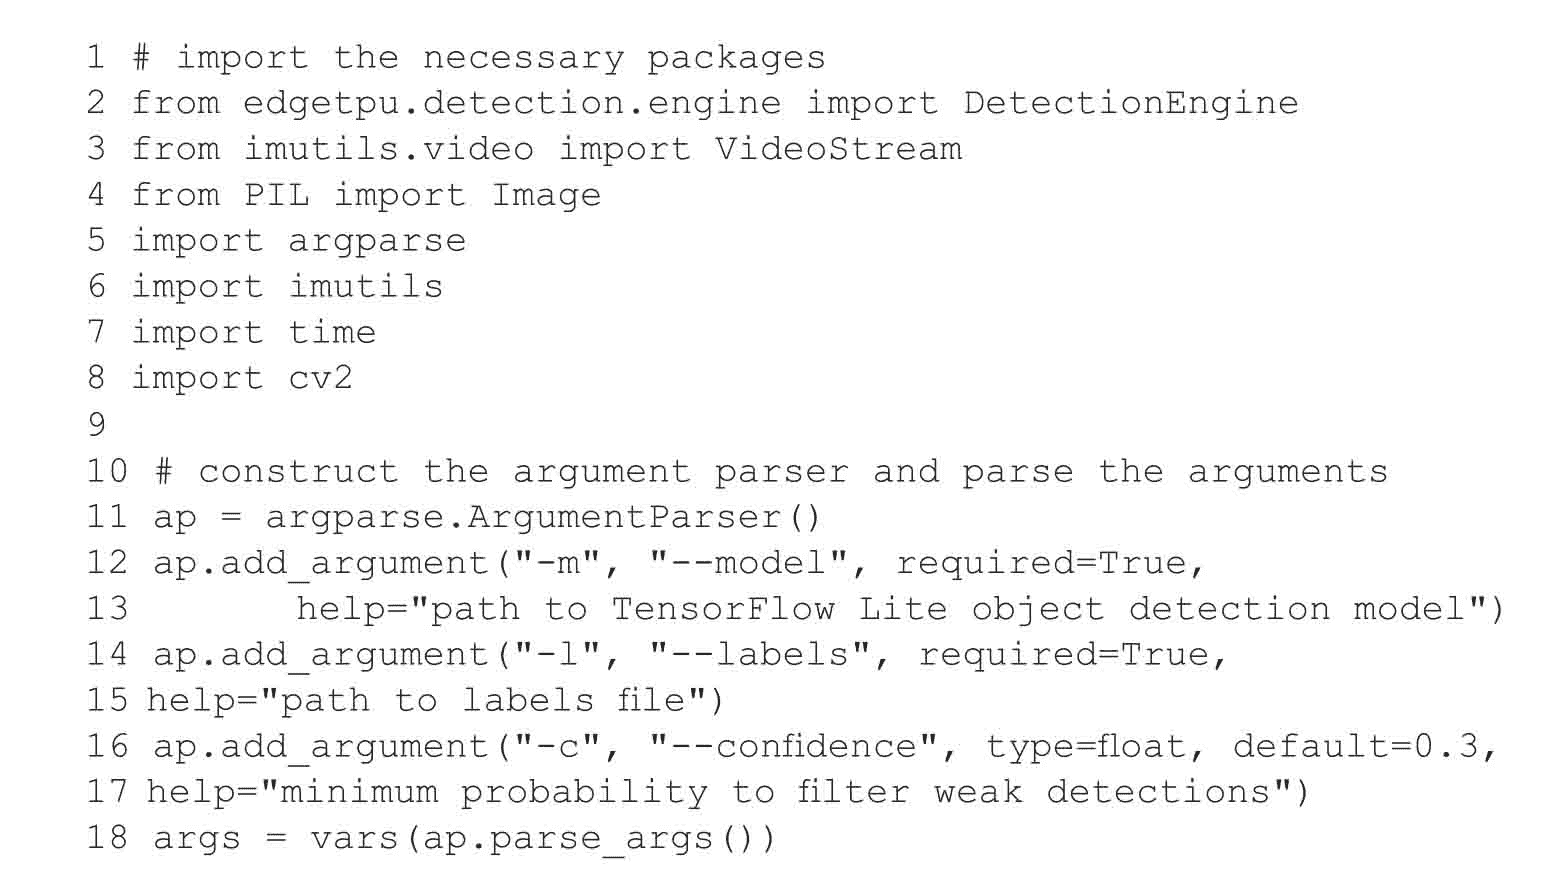 1 # import the necessary packages
2 from edgetpu.detection.engine import DetectionEngine
3 from imutils.video import VideoStream
4 from PIL import Image
5 import argparse
6 import imutils
7 import time
8 import cv2
9
10 # construct the argument parser and parse the arguments
11 ap = argparse.ArgumentParser()
12 ap.add_argument("-m", "--model", required=True,
13 help="path to TensorFlow Lite object detection model")
14 ap.add_argument("-l", "--labels", required=True,
15 help="path to labels file")
16 ap.add_argument("-c", "--confidence", type=float, default=0.3,
17 help="minimum probability to filter weak detections")
18 args = vars(ap.parse_args())